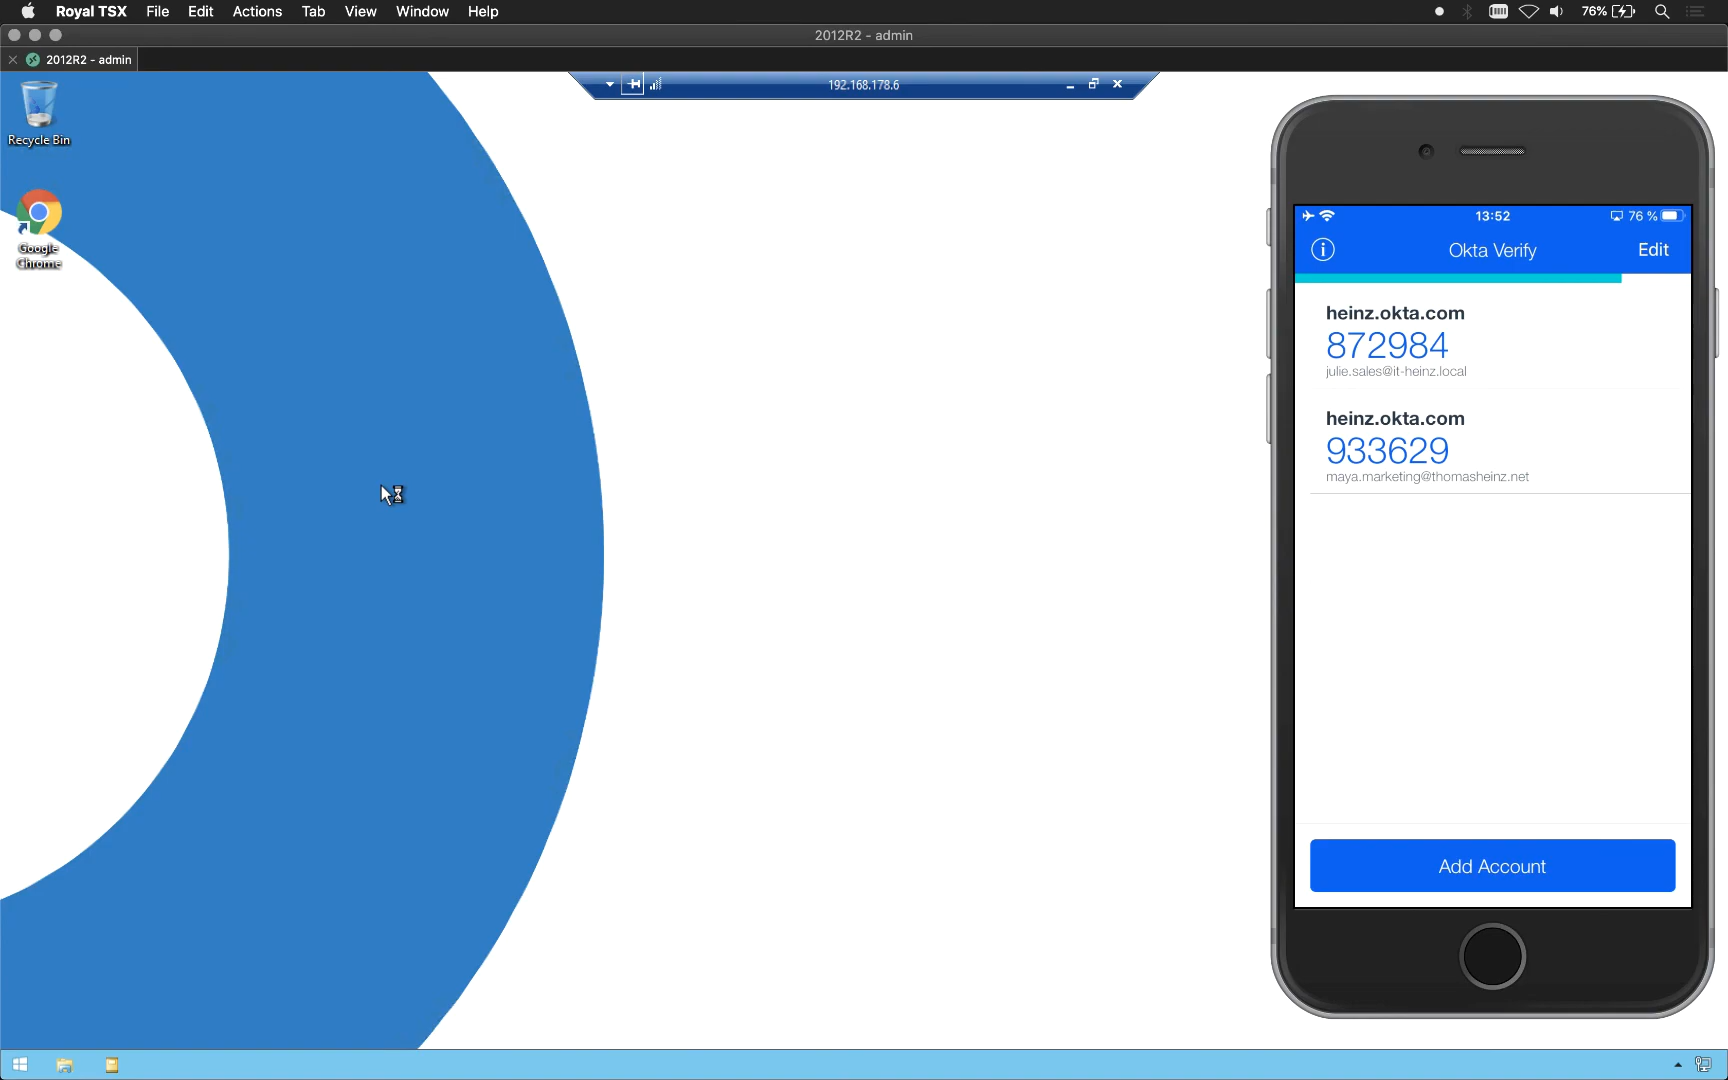 Royal TSX File Edit Actions Tab View Window Help 76%
2012R2 - admin
2012R2 - admin
192.168.178.6
Recycle Bin
Google
Chrome
13:52 76 %
Okta Verify Edit
heinz.okta.com
872984
julie.sales@it-heinz.local
heinz.okta.com
933629
maya.marketing@thomasheinz.net
Add Account